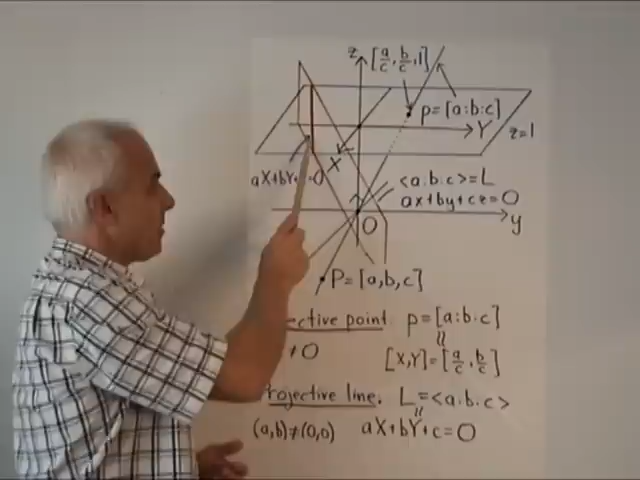 z [a/c, b/c, 1]
p=[a:b:c]
Y
z=1
X
aX+bY+ =0
<a:b:c>=L
ax+by+cz=0
y
O
P=[a,b,c]
ective point. p=[a:b:c]
≠0 [X,Y]=[a/c, b/c]
rojective line. L=<a:b:c>
(a,b)≠(0,0) aX+bY+c=0